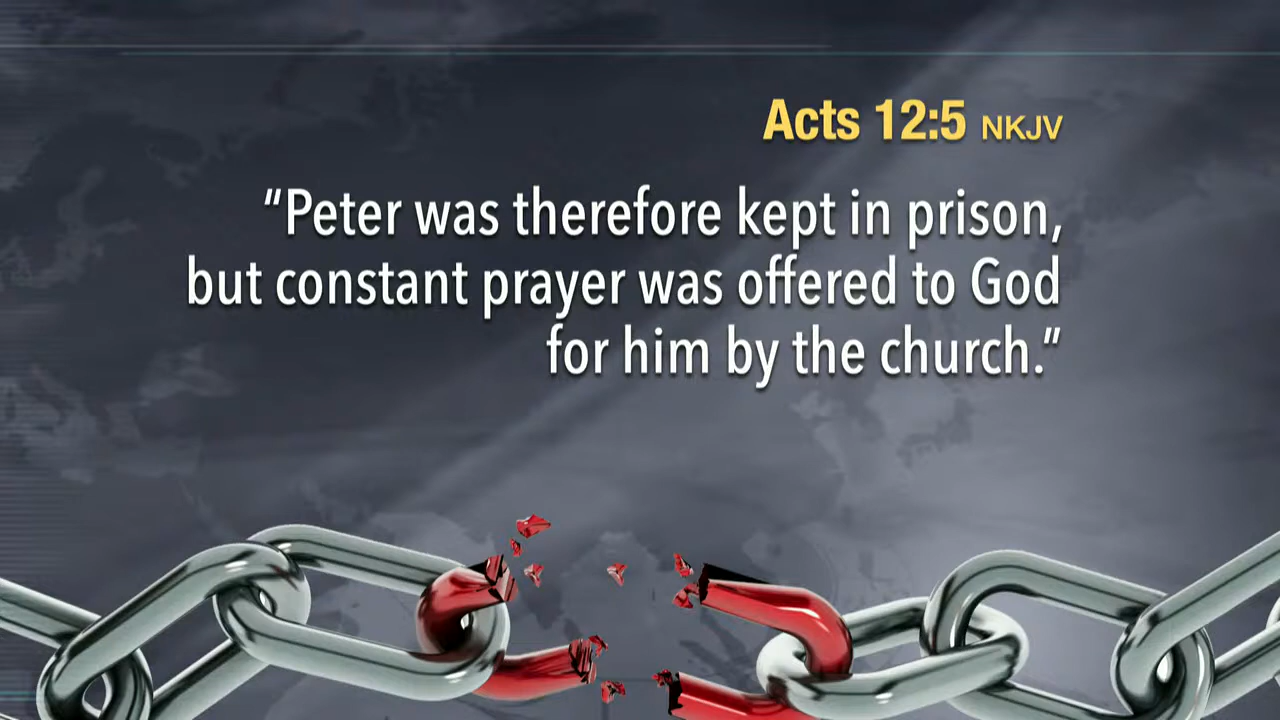 Acts 12:5 NKJV
“Peter was therefore kept in prison,
but constant prayer was offered to God
for him by the church.”